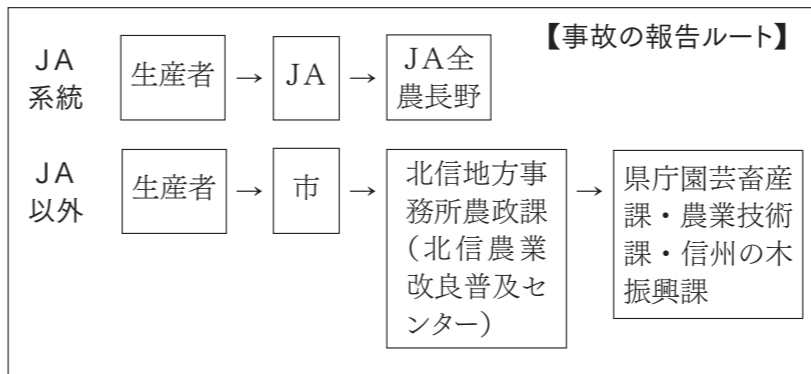 【事故の報告ルート】
JA
系統
生産者 → JA → JA全
農長野
JA
以外
生産者 → 市 → 北信地方事
務所農政課
(北信農業
改良普及セ
ンター)
→ 県庁園芸畜産
課・農業技術
課・信州の木
振興課